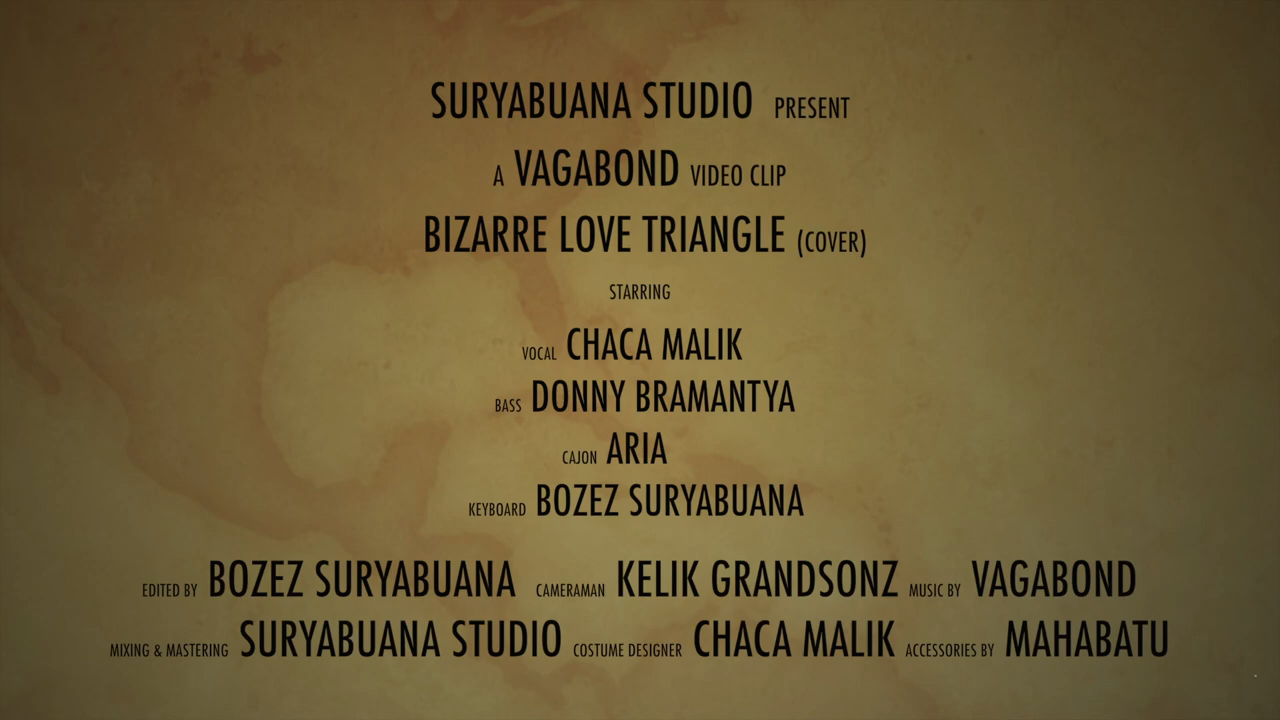 SURYABUANA STUDIO PRESENT
A VAGABOND VIDEO CLIP
BIZARRE LOVE TRIANGLE (COVER)
STARRING
VOCAL CHACA MALIK
BASS DONNY BRAMANTYA
CAJON ARIA
KEYBOARD BOZEZ SURYABUANA
EDITED BY BOZEZ SURYABUANA CAMERAMAN KELIK GRANDSONZ MUSIC BY VAGABOND
MIXING & MASTERING SURYABUANA STUDIO COSTUME DESIGNER CHACA MALIK ACCESSORIES BY MAHABATU